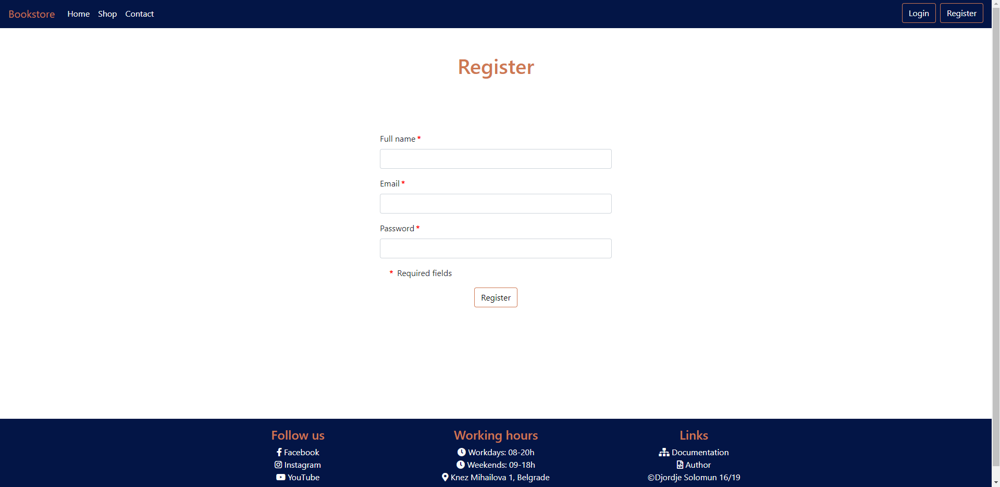 Bookstore Home Shop Contact Login Register
Register
Full name *
Email *
Password *
* Required fields
Register
Follow us
Facebook
Instagram
YouTube
Working hours
Workdays: 08-20h
Weekends: 09-18h
Knez Mihailova 1, Belgrade
Links
Documentation
Author
©Djordje Solomun 16/19